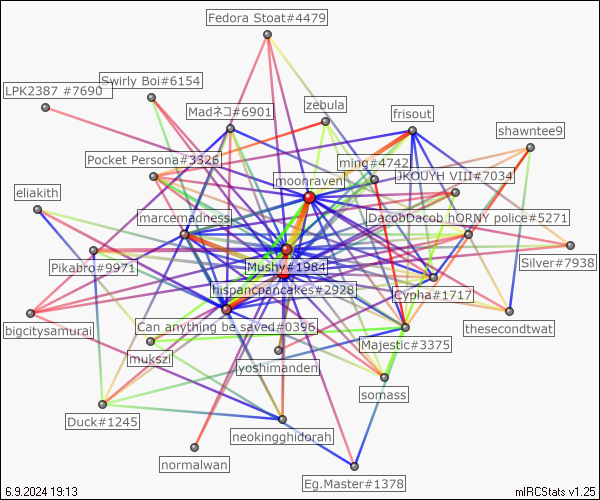 Fedora Stoat#4479
Swirly Boi#6154
LPK2387 #7690
Madネコ#6901
zebula
frisout
shawntee9
Pocket Persona#3326
ming#4742
JKOUYH VIII#7034
moonraven
eliakith
marcemadness
DacobDacob hQRNY police#5271
Pikabro#9971
Mushy#1984
Silver#7938
hispancpancakes#2928
Cypha#1717
bigcitysamurai
Can anything be saved#0396
thesecondtwat
mukszi
Majestic#3375
yoshimanden
somass
Duck#1245
neokingghidorah
normalwan
Eg.Master#1378
6.9.2024 19:13
mIRCStats v1.25